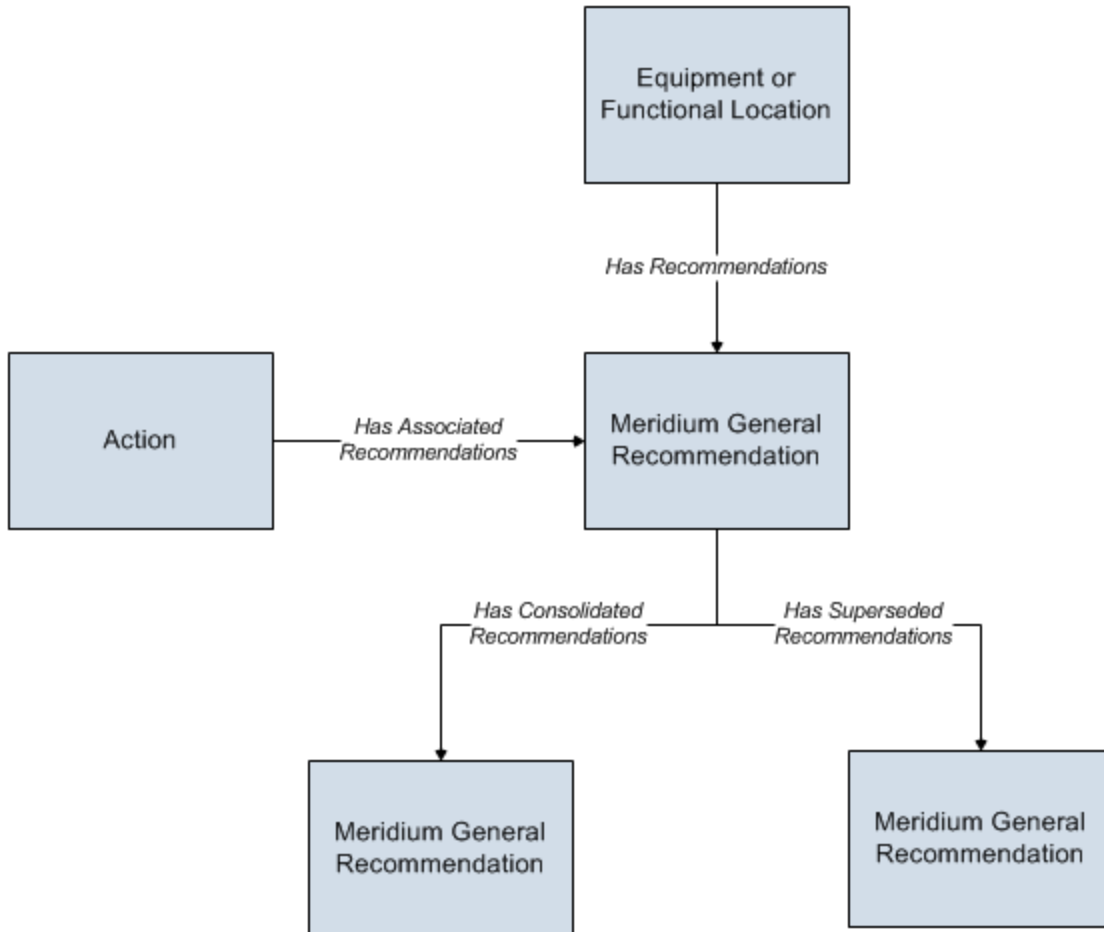 Equipment or
Functional Location
Has Recommendations
Action
Has Associated
Recommendations
Meridium General
Recommendation
Has Consolidated
Recommendations
Has Superseded
Recommendations
Meridium General
Recommendation
Meridium General
Recommendation